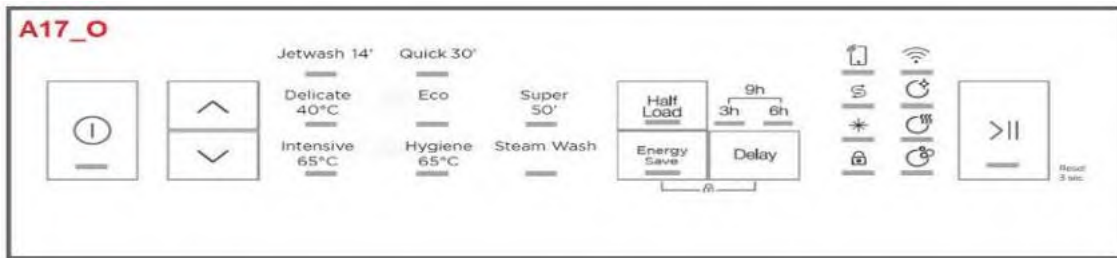 A17_O
Jetwash 14'
Quick 30'
Delicate
40°C
Eco
Super
50'
Intensive
65°C
Hygiene
65°C
Steam Wash
Half
Load
9h
3h
6h
Energy
Save
Delay
Reset
3 sec.